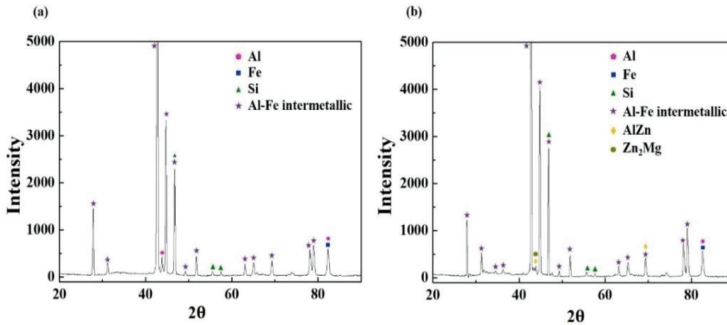 (a)
5000
4000
3000
2000
1000
0
Intensity
20
40
60
80
2θ
Al
Fe
Si
Al-Fe intermetallic
(b)
5000
4000
3000
2000
1000
0
Intensity
20
40
60
80
2θ
Al
Fe
Si
Al-Fe intermetallic
AlZn
Zn₂Mg